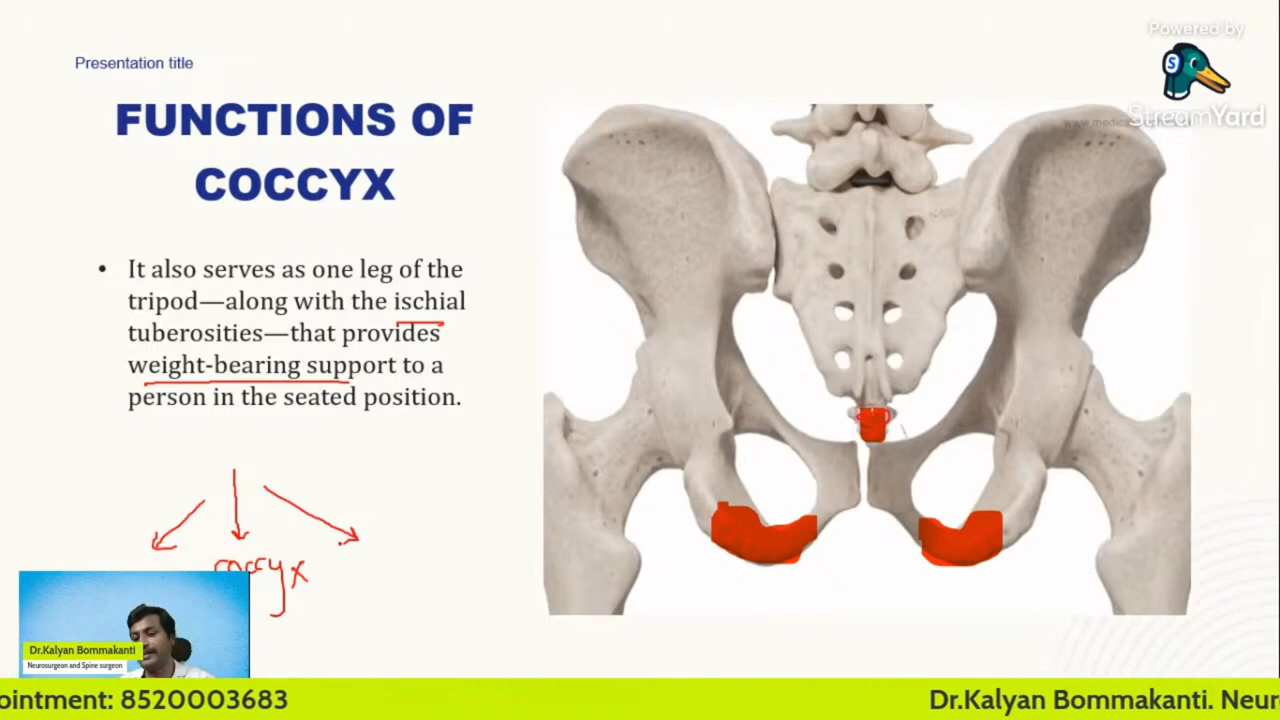 Presentation title
Powered by
StreamYard
FUNCTIONS OF
COCCYX
• It also serves as one leg of the
tripod—along with the ischial
tuberosities—that provides
weight-bearing support to a
person in the seated position.
coccyx
Dr.Kalyan Bommakanti
Neurosurgeon and Spine surgeon
ointment: 8520003683
Dr.Kalyan Bommakanti. Neur